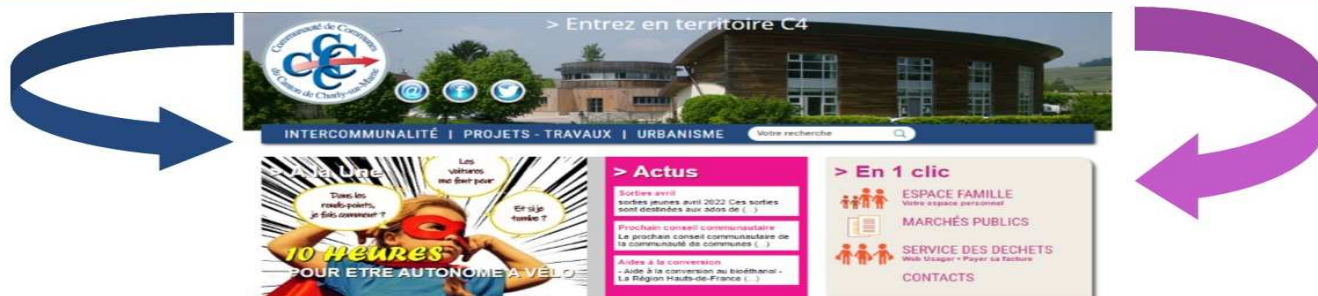 > Entrez en territoire C4
Communauté de Communes
CCCC
du Canton de Charly-sur-Marne
@ f
INTERCOMMUNALITÉ | PROJETS - TRAVAUX | URBANISME
Votre recherche
> A la Une
Dans les
ronds-points,
je fais comment ?
Les
voitures
me font peur
Et si je
tombe ?
10 HEURES
POUR ETRE AUTONOME A VÉLO
> Actus
Sorties avril
sorties jeunes avril 2022 Ces sorties
sont destinées aux ados de (...)
Prochain conseil communautaire
Le prochain conseil communautaire de
la communauté de communes (...)
Aides à la conversion
- Aide à la conversion au bioéthanol -
La Région Hauts-de-France (...)
> En 1 clic
ESPACE FAMILLE
Votre espace personnel
MARCHÉS PUBLICS
SERVICE DES DECHETS
Web Usager • Payer sa facture
CONTACTS